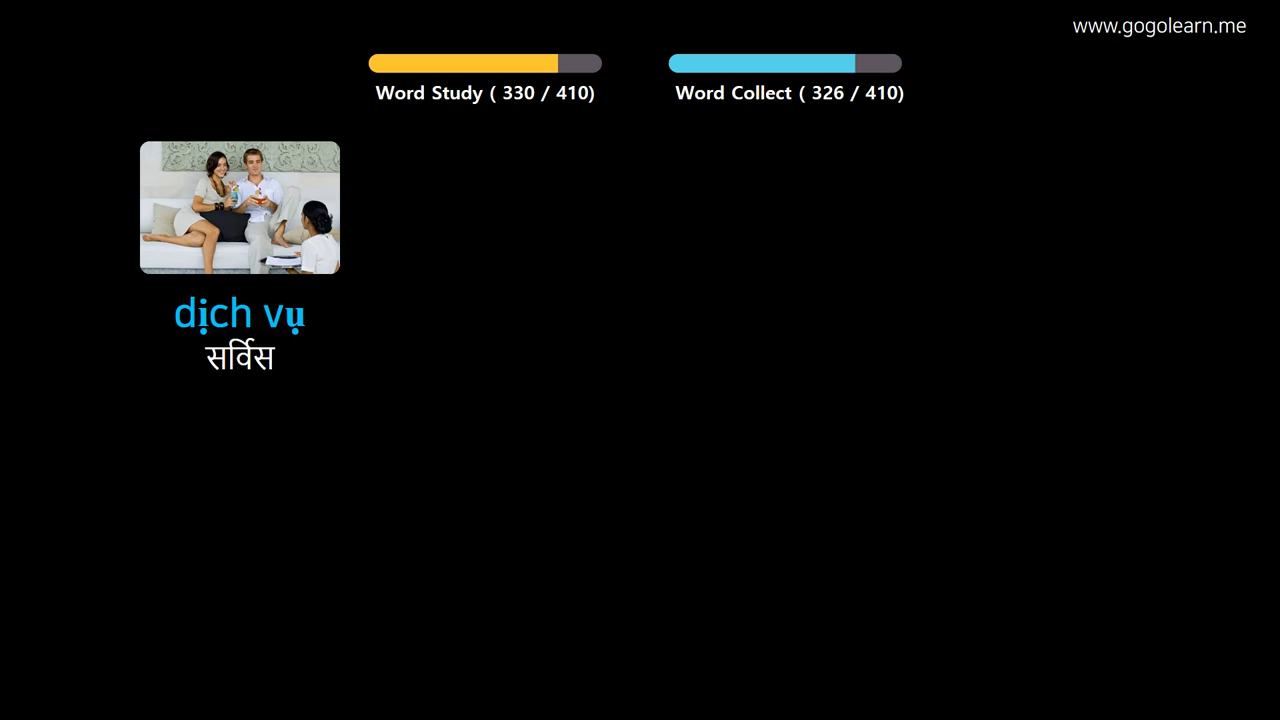 www.gogolearn.me
Word Study ( 330 / 410)
Word Collect ( 326 / 410)
dịch vụ
सर्विस